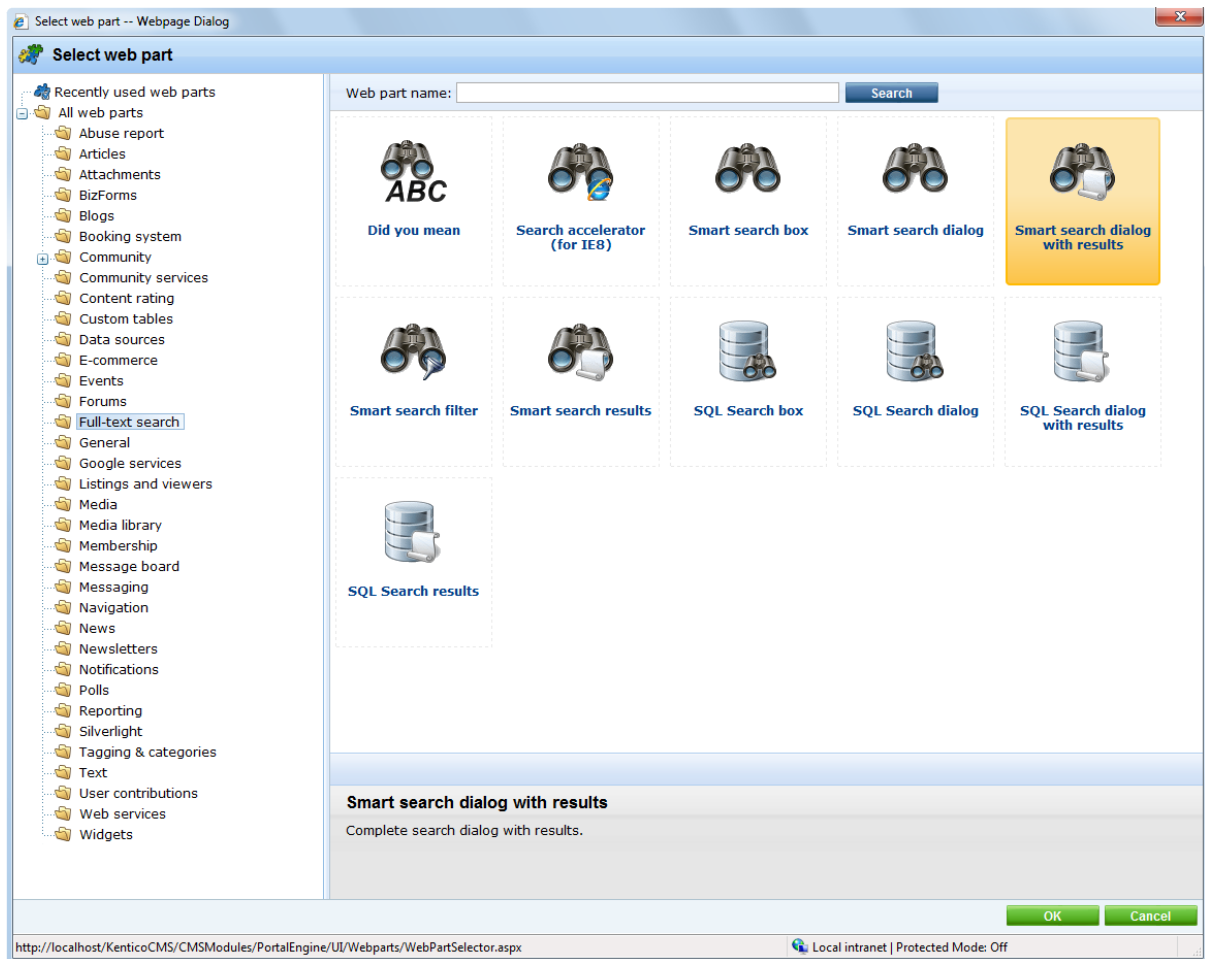 Select web part -- Webpage Dialog
x
Select web part
Recently used web parts
All web parts
Abuse report
Articles
Attachments
BizForms
Blogs
Booking system
Community
Community services
Content rating
Custom tables
Data sources
E-commerce
Events
Forums
Full-text search
General
Google services
Listings and viewers
Media
Media library
Membership
Message board
Messaging
Navigation
News
Newsletters
Notifications
Polls
Reporting
Silverlight
Tagging & categories
Text
User contributions
Web services
Widgets
Web part name:
Search
ABC
Did you mean
Search accelerator
(for IE8)
Smart search box
Smart search dialog
Smart search dialog
with results
Smart search filter
Smart search results
SQL Search box
SQL Search dialog
SQL Search dialog
with results
SQL Search results
Smart search dialog with results
Complete search dialog with results.
OK
Cancel
http://localhost/KenticoCMS/CMSModules/PortalEngine/UI/Webparts/WebPartSelector.aspx
Local intranet | Protected Mode: Off